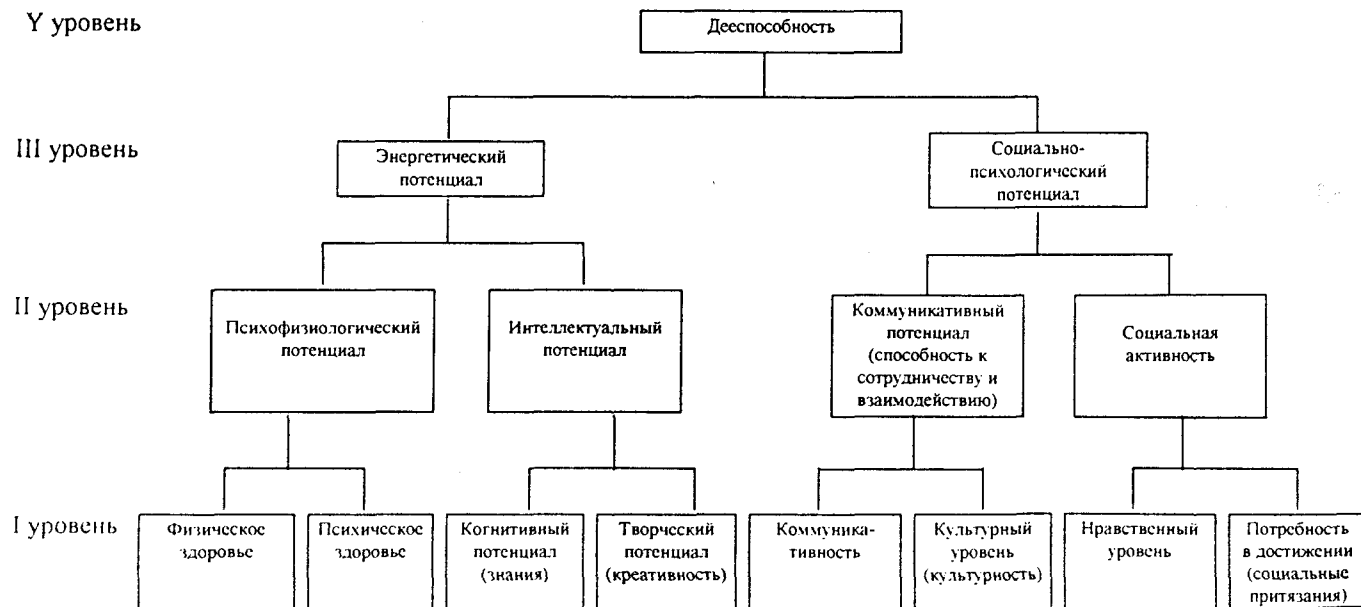 Y уровень
Дееспособность
III уровень
Энергетический
потенциал
Социально-
психологический
потенциал
II уровень
Психофизиологический
потенциал
Интеллектуальный
потенциал
Коммуникативный
потенциал
(способность к
сотрудничеству и
взаимодействию)
Социальная
активность
I уровень
Физическое
здоровье
Психическое
здоровье
Когнитивный
потенциал
(знания)
Творческий
потенциал
(креативность)
Коммуника-
тивность
Культурный
уровень
(культурность)
Нравственный
уровень
Потребность
в достижении
(социальные
притязания)